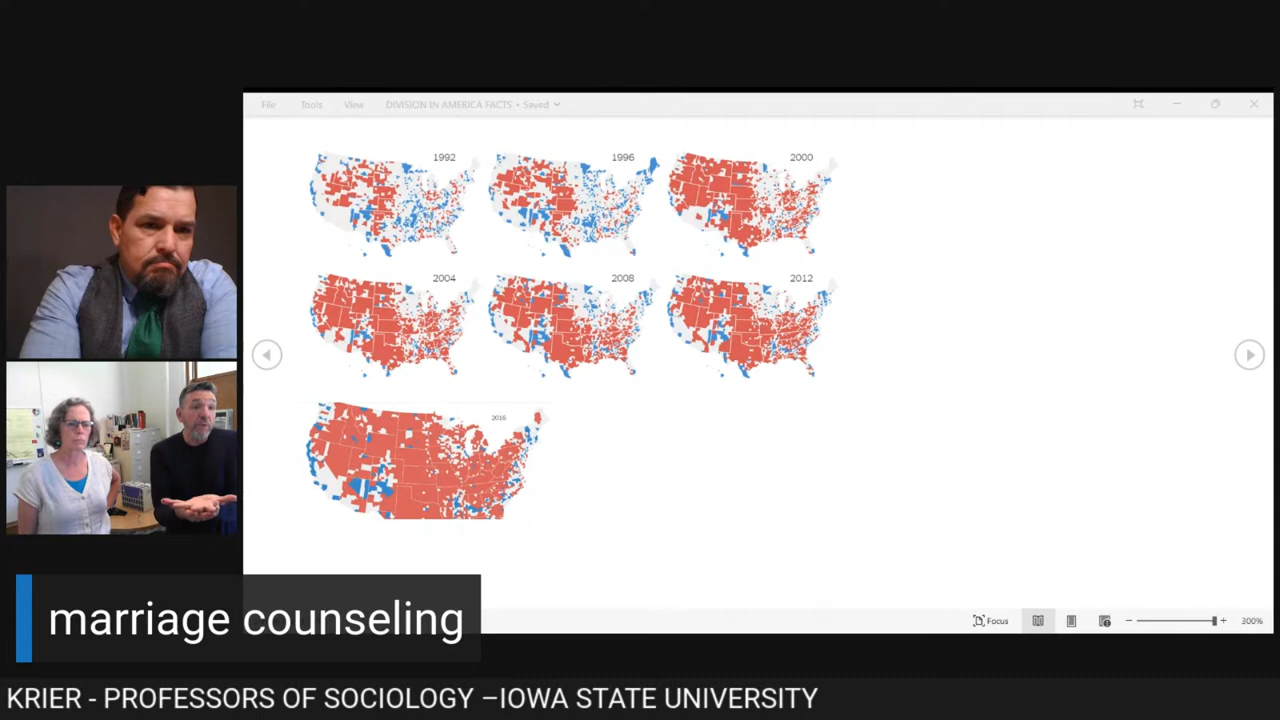 File Tools View DIVISION IN AMERICA FACTS • Saved
1992 1996 2000
2004 2008 2012
2016
marriage counseling
Focus 300%
KRIER - PROFESSORS OF SOCIOLOGY –IOWA STATE UNIVERSITY